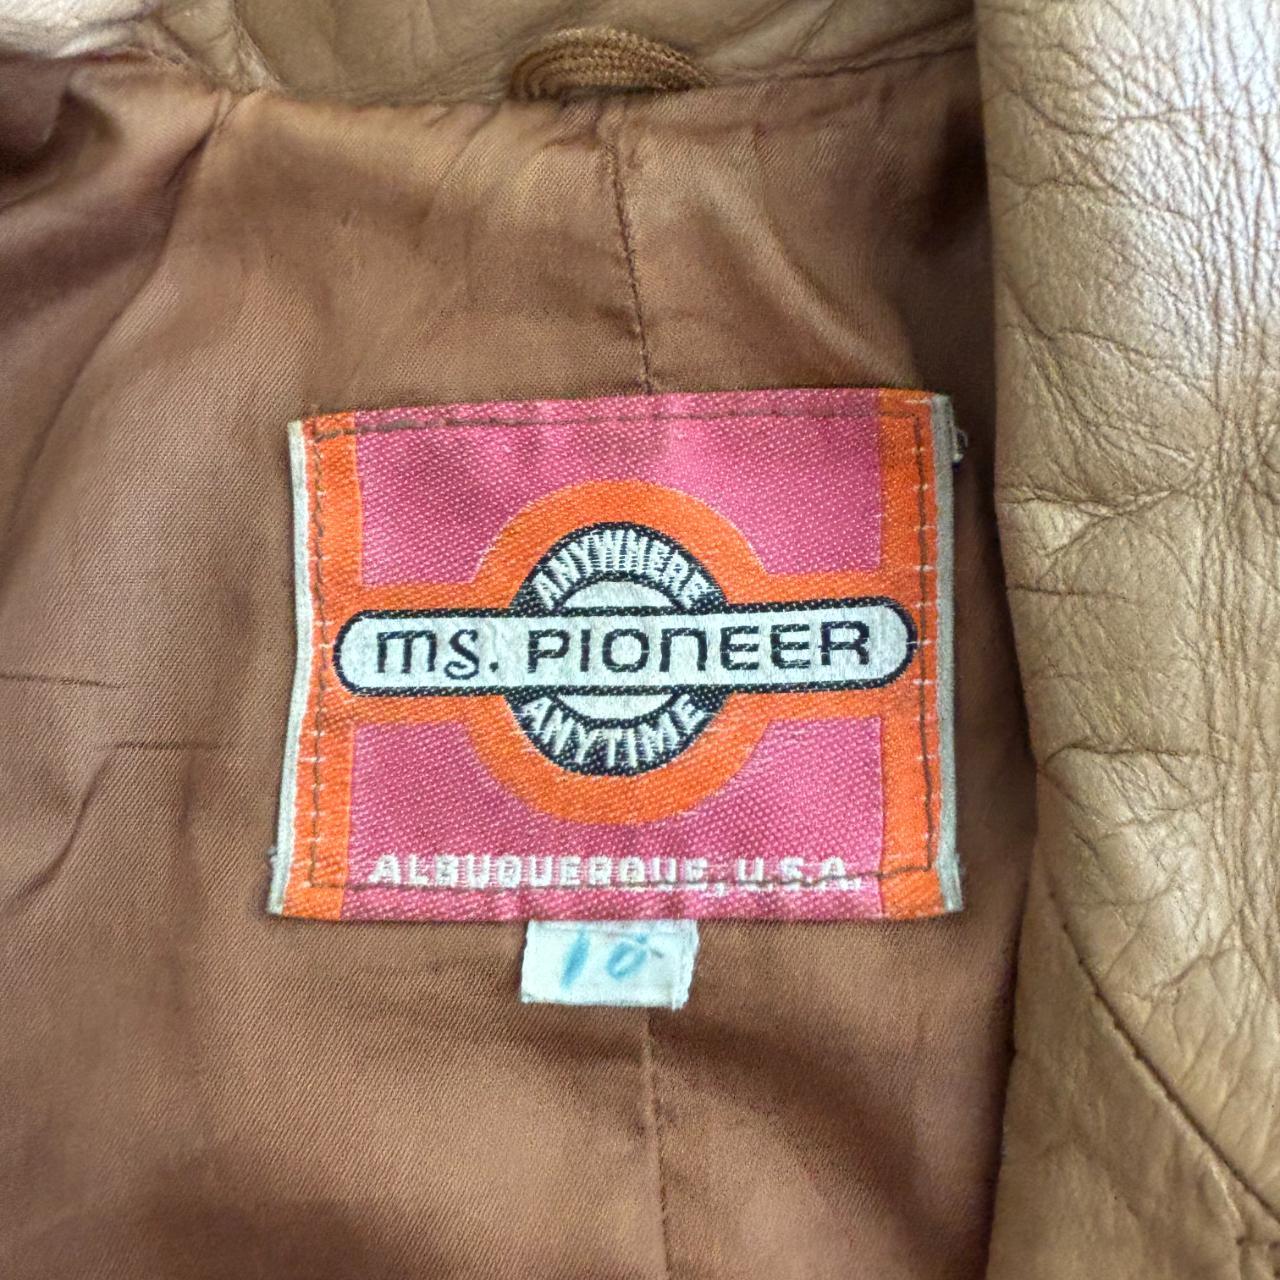 ANYWHERE
ms. PIONEER
ANYTIME
ALBUQUERQUE, U.S.A.
10